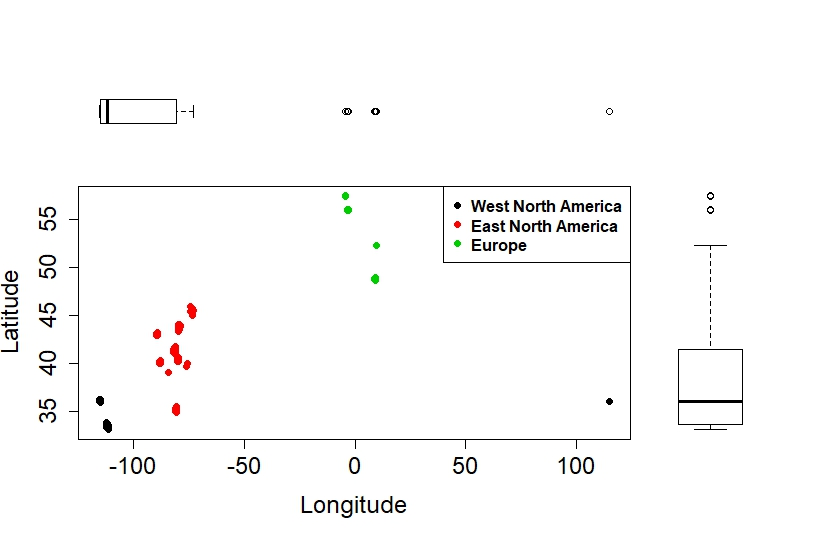 West North America
East North America
Europe
Latitude
55
50
45
40
35
-100 -50 0 50 100
Longitude